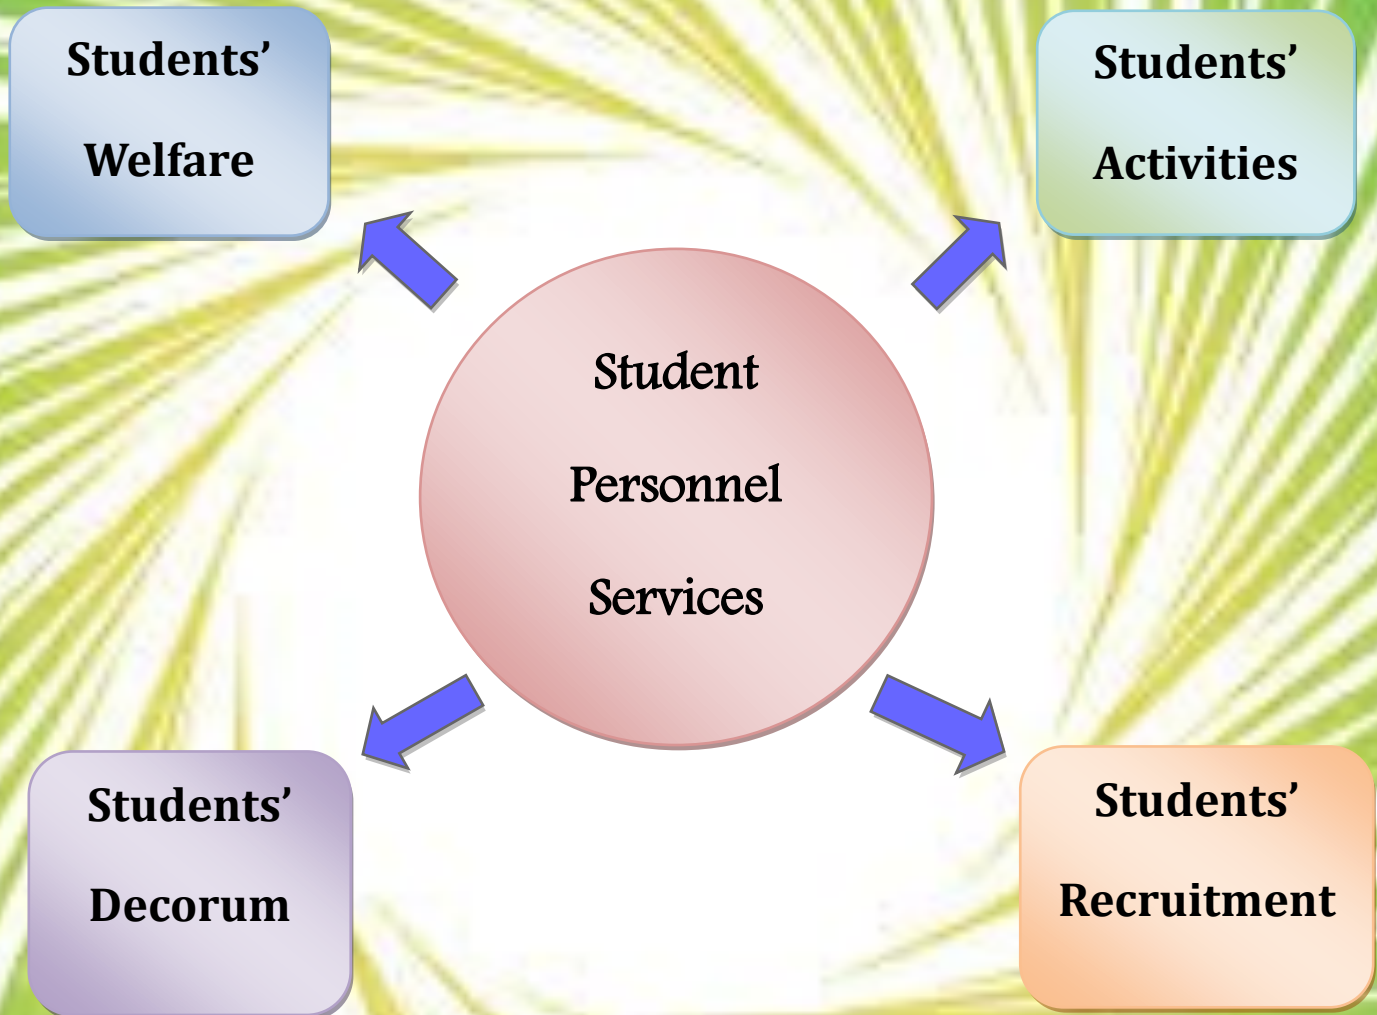 Students’
Welfare
Students’
Activities
Student
Personnel
Services
Students’
Decorum
Students’
Recruitment